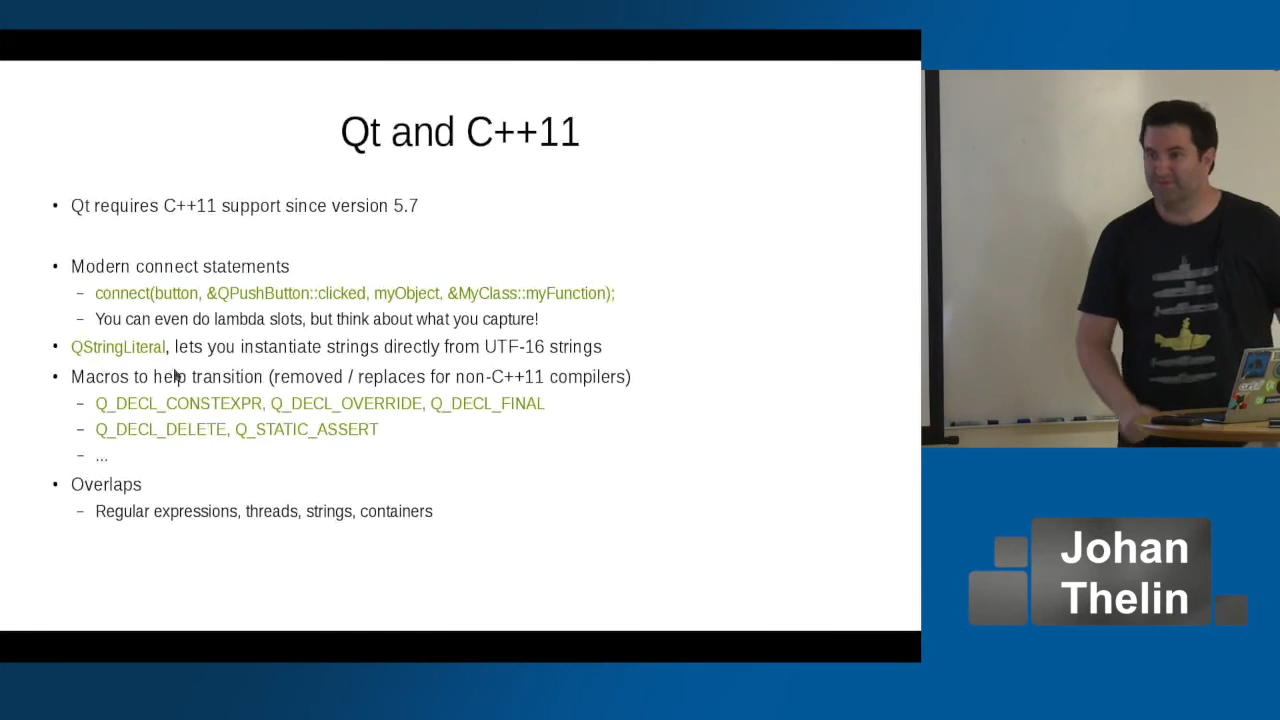 Qt and C++11
• Qt requires C++11 support since version 5.7
• Modern connect statements
– connect(button, &QPushButton::clicked, myObject, &MyClass::myFunction);
– You can even do lambda slots, but think about what you capture!
• QStringLiteral, lets you instantiate strings directly from UTF-16 strings
• Macros to help transition (removed / replaces for non-C++11 compilers)
– Q_DECL_CONSTEXPR, Q_DECL_OVERRIDE, Q_DECL_FINAL
– Q_DECL_DELETE, Q_STATIC_ASSERT
– ...
• Overlaps
– Regular expressions, threads, strings, containers
Johan
Thelin